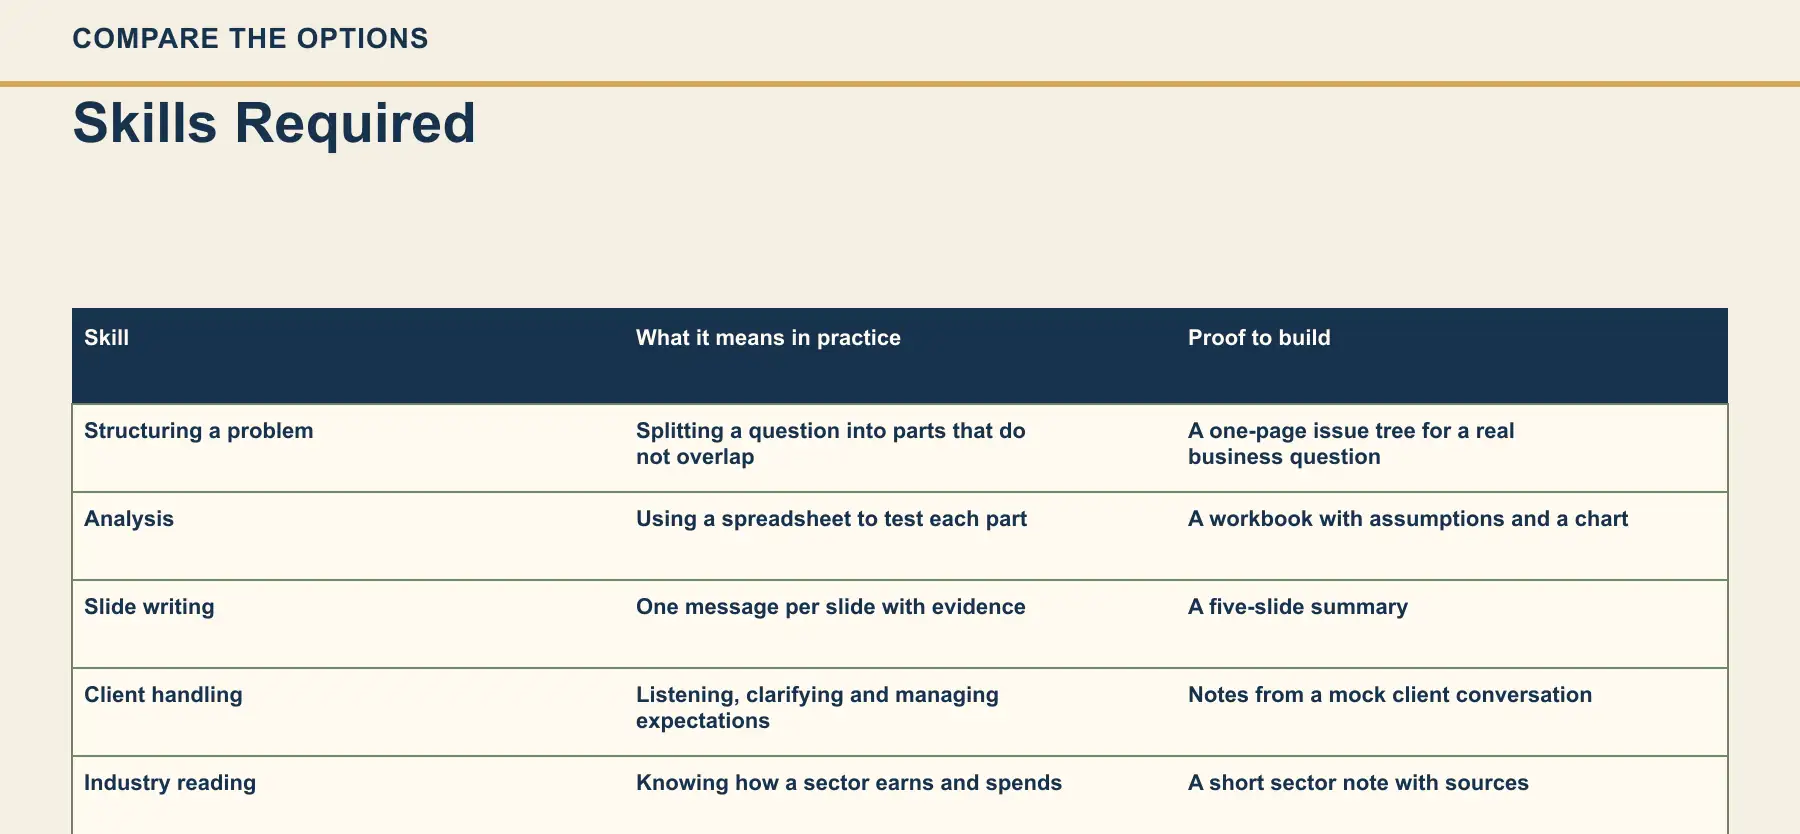 COMPARE THE OPTIONS
Skills Required
Skill What it means in practice Proof to build
Structuring a problem Splitting a question into parts that do A one-page issue tree for a real
not overlap business question
Analysis Using a spreadsheet to test each part A workbook with assumptions and a chart
Slide writing One message per slide with evidence A five-slide summary
Client handling Listening, clarifying and managing Notes from a mock client conversation
expectations
Industry reading Knowing how a sector earns and spends A short sector note with sources